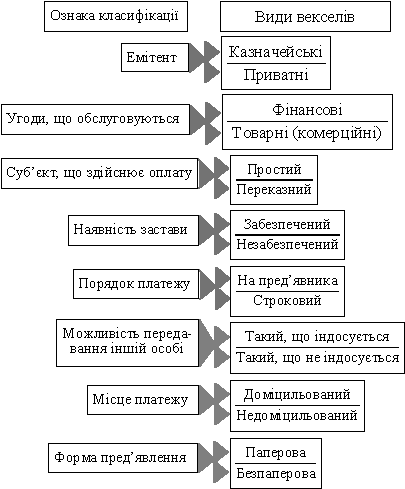 Ознака класифікації
Види векселів
Емітент
Казначейські
Приватні
Угоди, що обслуговуються
Фінансові
Товарні (комерційні)
Суб’єкт, що здійснює оплату
Простий
Переказний
Наявність застави
Забезпечений
Незабезпечений
Порядок платежу
На пред’явника
Строковий
Можливість переда-
вання іншій особі
Такий, що індосується
Такий, що не індосується
Місце платежу
Доміцильований
Недоміцильований
Форма пред’явлення
Паперова
Безпаперова